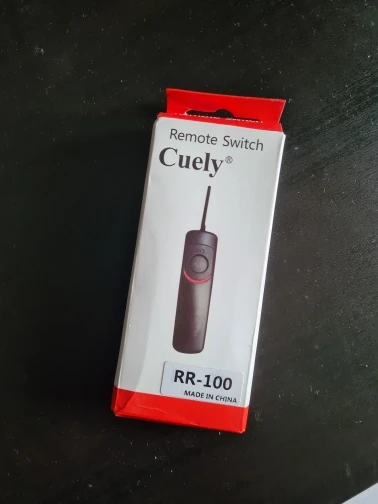 Remote Switch
Cuely®
RR-100
MADE IN CHINA